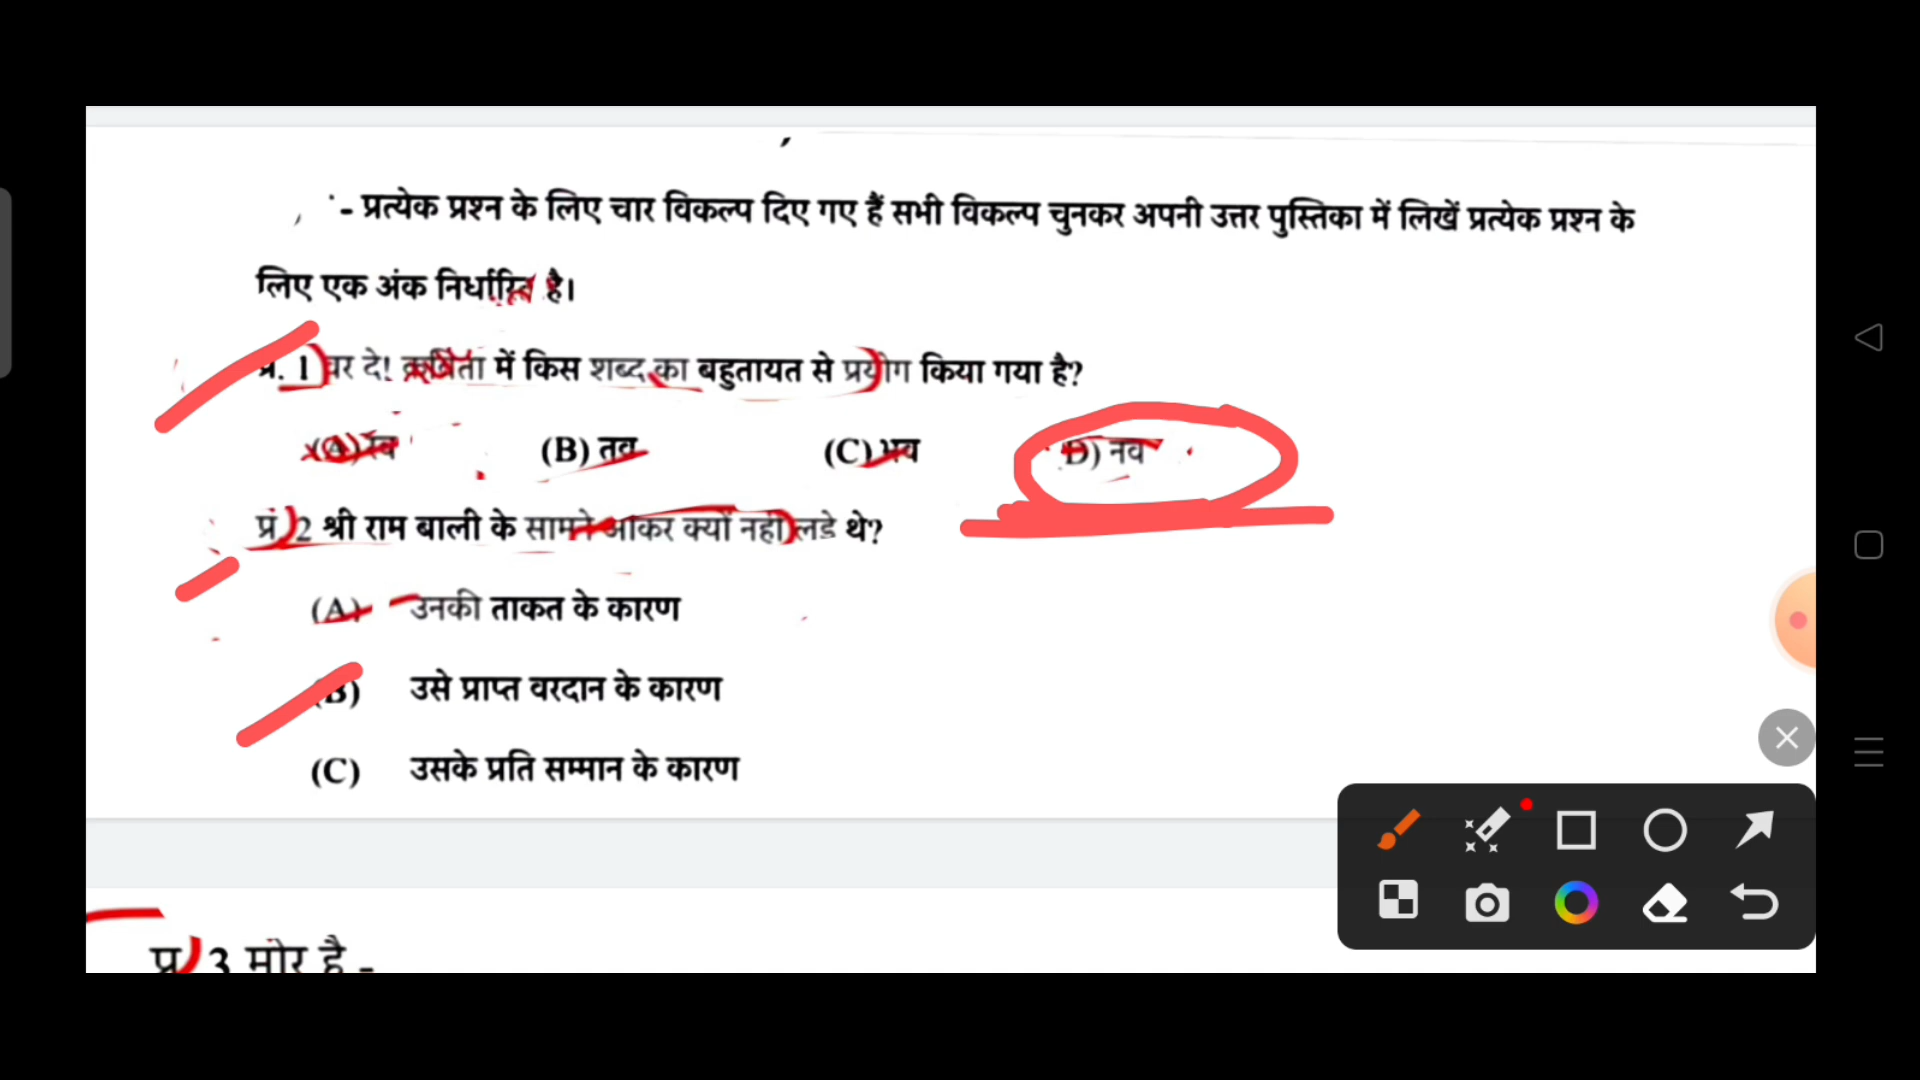 - प्रत्येक प्रश्न के लिए चार विकल्प दिए गए हैं सभी विकल्प चुनकर अपनी उत्तर पुस्तिका में लिखें प्रत्येक प्रश्न के
लिए एक अंक निर्धारित है।
प्र. 1 वर दे! कविता में किस शब्द का बहुतायत से प्रयोग किया गया है?
(A) रव (B) तव (C) भव (D) नव
प्र. 2 श्री राम बाली के सामने आकर क्यों नहीं लडे थे?
(A) उनकी ताकत के कारण
(B) उसे प्राप्त वरदान के कारण
(C) उसके प्रति सम्मान के कारण
प्र. 3 मोर है -